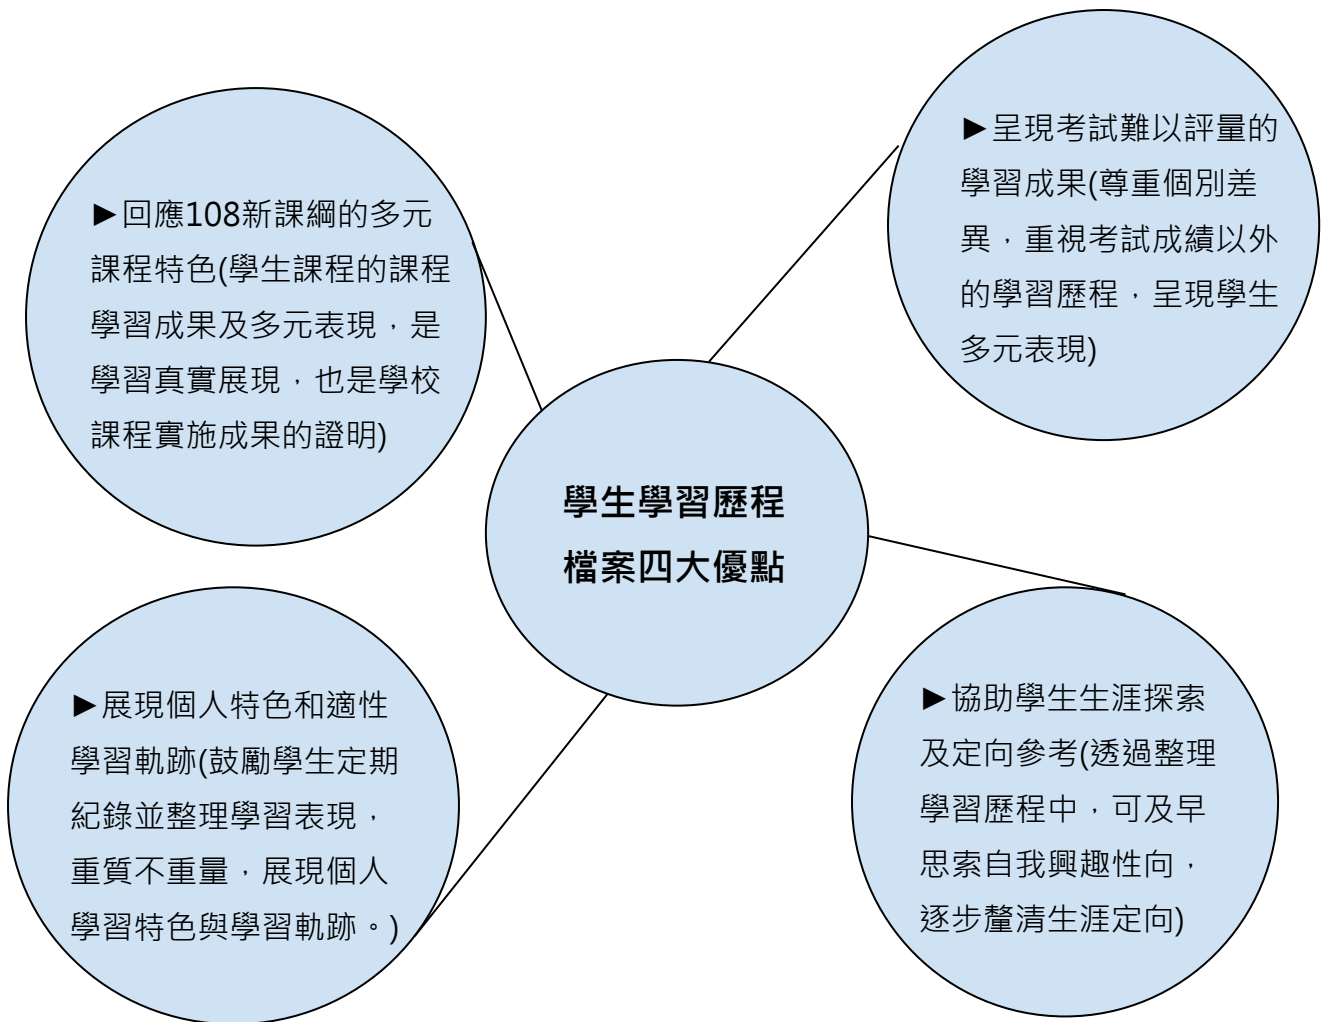 ►回應108新課綱的多元
課程特色(學生課程的課程
學習成果及多元表現，是
學習真實展現，也是學校
課程實施成果的證明)
►呈現考試難以評量的
學習成果(尊重個別差
異，重視考試成績以外
的學習歷程，呈現學生
多元表現)
學生學習歷程
檔案四大優點
►展現個人特色和適性
學習軌跡(鼓勵學生定期
紀錄並整理學習表現，
重質不重量，展現個人
學習特色與學習軌跡。)
►協助學生生涯探索
及定向參考(透過整理
學習歷程中，可及早
思索自我興趣性向，
逐步釐清生涯定向)